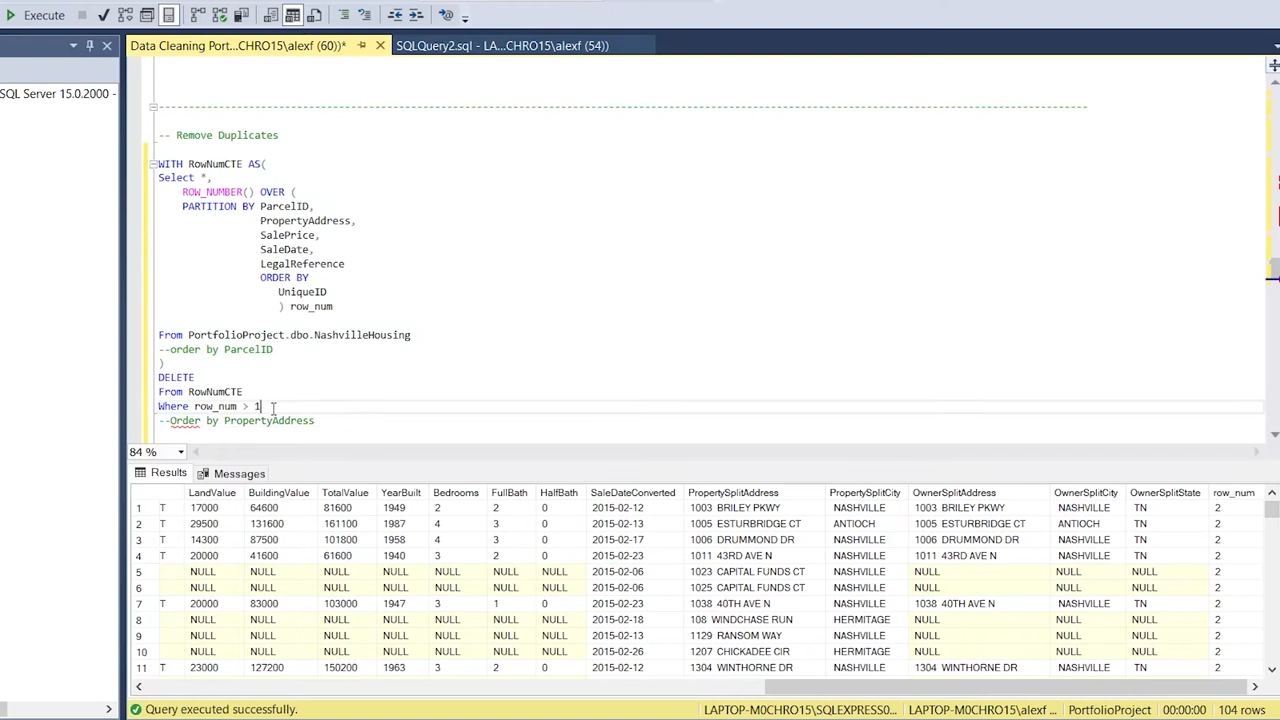 Execute
Data Cleaning Port...CHRO15\alexf (60))*
SQLQuery2.sql - LA...CHRO15\alexf (54))
SQL Server 15.0.2000 -
-- Remove Duplicates
WITH RowNumCTE AS(
Select *,
ROW_NUMBER() OVER (
PARTITION BY ParcelID,
PropertyAddress,
SalePrice,
SaleDate,
LegalReference
ORDER BY
UniqueID
) row_num
From PortfolioProject.dbo.NashvilleHousing
--order by ParcelID
)
DELETE
From RowNumCTE
Where row_num > 1
--Order by PropertyAddress
84 %
Results Messages
LandValue BuildingValue TotalValue YearBuilt Bedrooms FullBath HalfBath SaleDateConverted PropertySplitAddress PropertySplitCity OwnerSplitAddress OwnerSplitCity OwnerSplitState row_num
1 T 17000 64600 81600 1949 2 2 0 2015-02-12 1003 BRILEY PKWY NASHVILLE 1003 BRILEY PKWY NASHVILLE TN 2
2 T 29500 131600 161100 1987 4 3 0 2015-02-13 1005 ESTURBRIDGE CT ANTIOCH 1005 ESTURBRIDGE CT ANTIOCH TN 2
3 T 14300 87500 101800 1958 4 3 0 2015-02-17 1006 DRUMMOND DR NASHVILLE 1006 DRUMMOND DR NASHVILLE TN 2
4 T 20000 41600 61600 1940 3 2 0 2015-02-23 1011 43RD AVE N NASHVILLE 1011 43RD AVE N NASHVILLE TN 2
5 NULL NULL NULL NULL NULL NULL NULL 2015-02-06 1023 CAPITAL FUNDS CT NASHVILLE NULL NULL NULL 2
6 NULL NULL NULL NULL NULL NULL NULL 2015-02-06 1025 CAPITAL FUNDS CT NASHVILLE NULL NULL NULL 2
7 T 20000 83000 103000 1947 3 1 0 2015-02-23 1038 40TH AVE N NASHVILLE 1038 40TH AVE N NASHVILLE TN 2
8 NULL NULL NULL NULL NULL NULL NULL 2015-02-18 108 WINDCHASE RUN HERMITAGE NULL NULL NULL 2
9 NULL NULL NULL NULL NULL NULL NULL 2015-02-13 1129 RANSOM WAY NASHVILLE NULL NULL NULL 2
10 NULL NULL NULL NULL NULL NULL NULL 2015-02-26 1207 CHICKADEE CIR HERMITAGE NULL NULL NULL 2
11 T 23000 127200 150200 1963 3 2 0 2015-02-12 1304 WINTHORNE DR NASHVILLE 1304 WINTHORNE DR NASHVILLE TN 2
Query executed successfully. LAPTOP-M0CHRO15\SQLEXPRESS0... LAPTOP-M0CHRO15\alexf ... PortfolioProject 00:00:00 104 rows